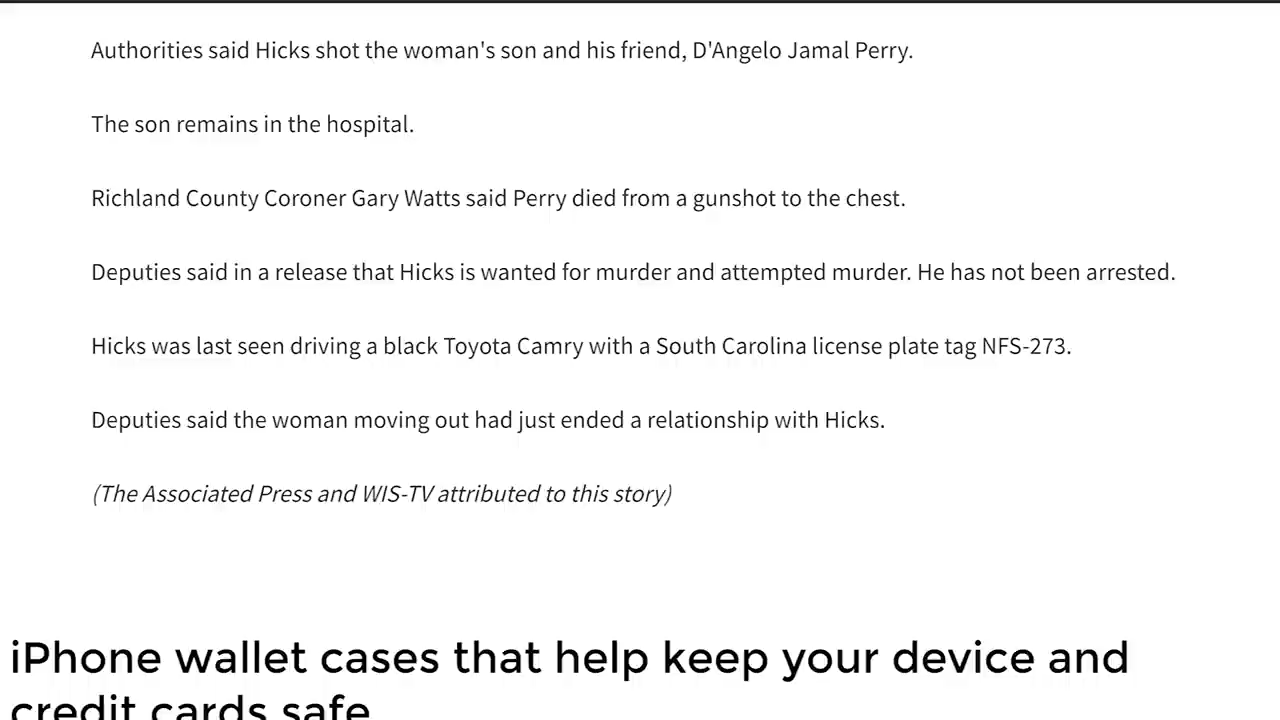 Authorities said Hicks shot the woman's son and his friend, D'Angelo Jamal Perry.
The son remains in the hospital.
Richland County Coroner Gary Watts said Perry died from a gunshot to the chest.
Deputies said in a release that Hicks is wanted for murder and attempted murder. He has not been arrested.
Hicks was last seen driving a black Toyota Camry with a South Carolina license plate tag NFS-273.
Deputies said the woman moving out had just ended a relationship with Hicks.
(The Associated Press and WIS-TV attributed to this story)
iPhone wallet cases that help keep your device and
credit cards safe